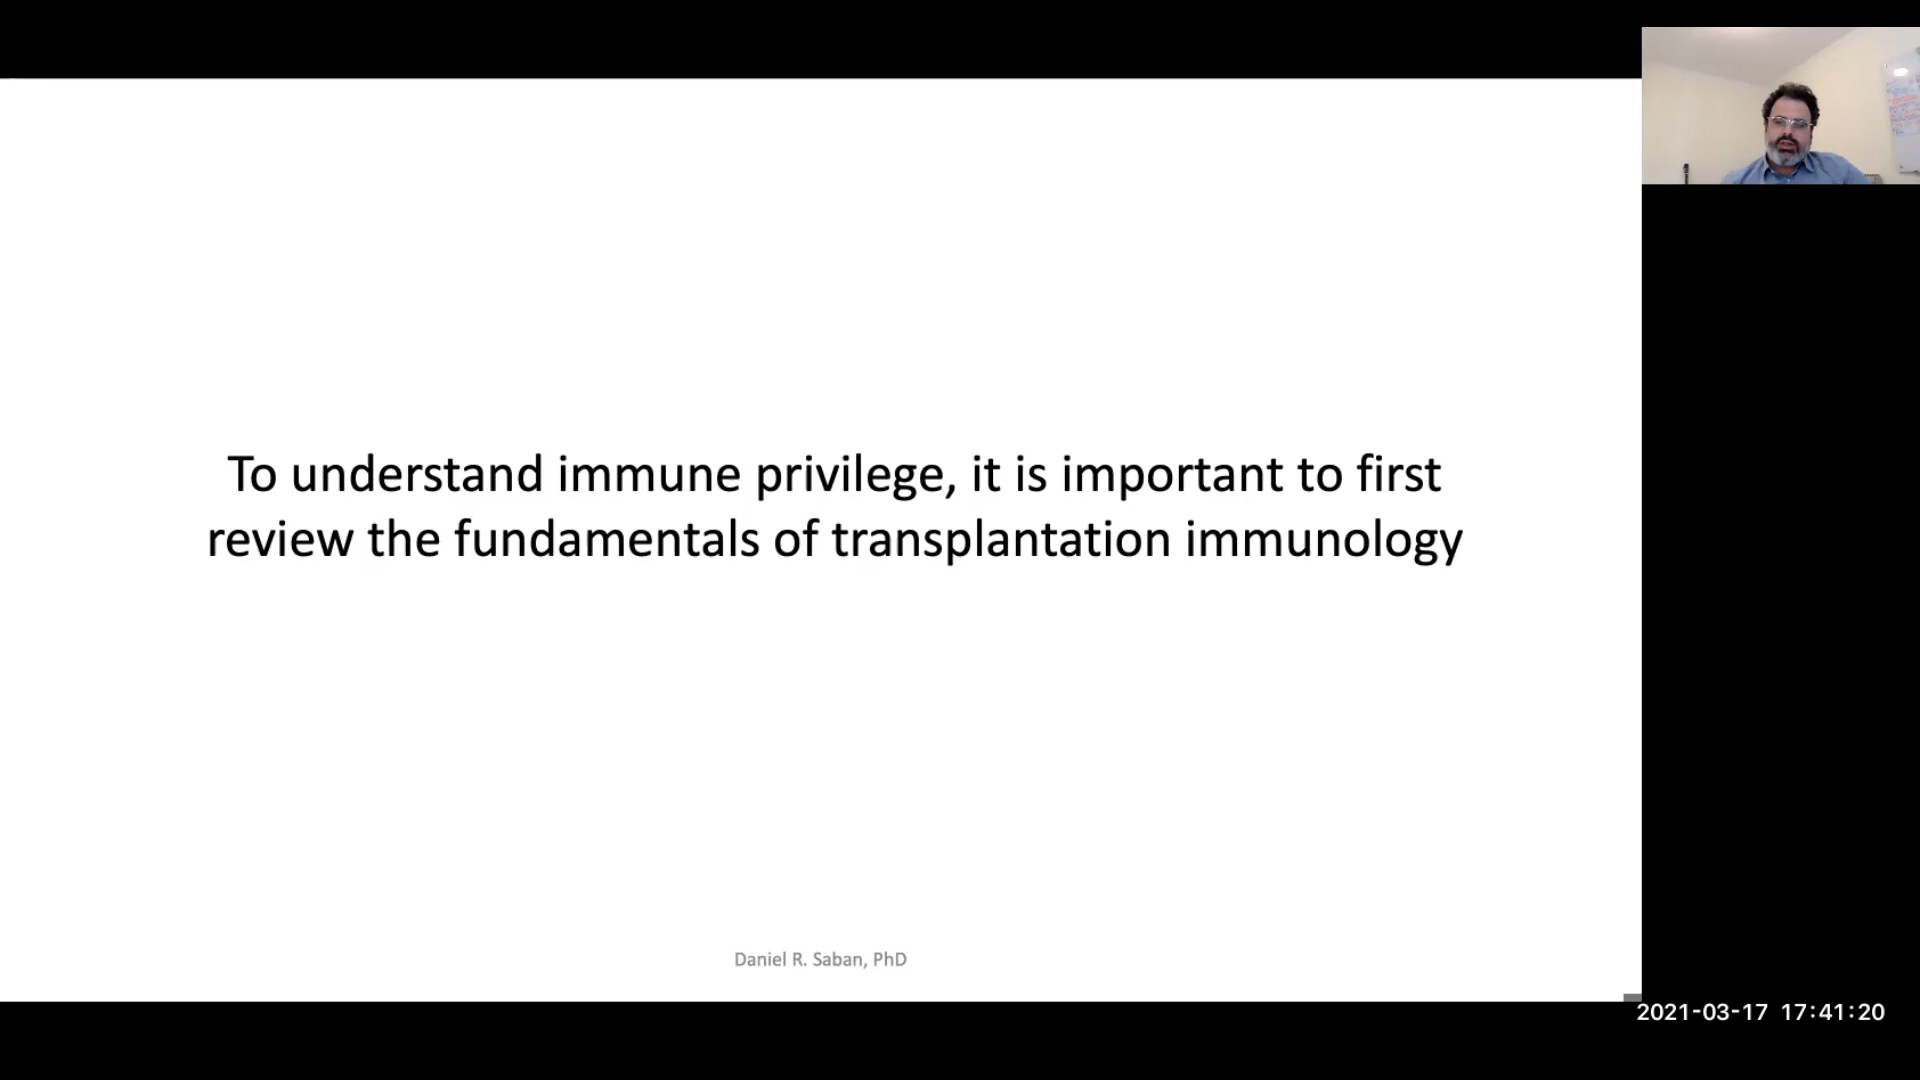 To understand immune privilege, it is important to first
review the fundamentals of transplantation immunology
Daniel R. Saban, PhD
2021-03-17 17:41:20